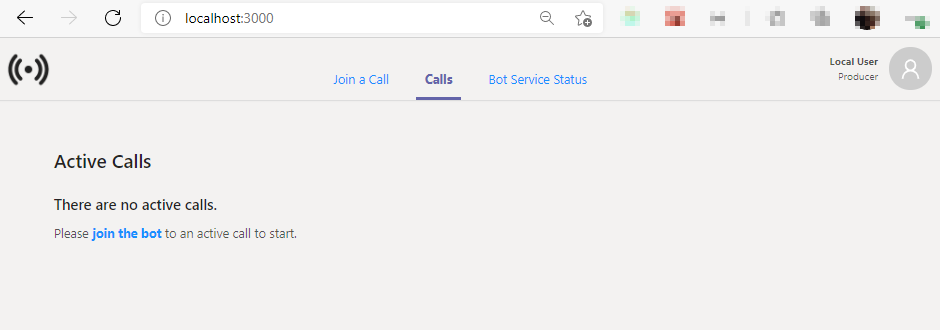 localhost:3000
Join a Call
Calls
Bot Service Status
Local User
Producer
Active Calls
There are no active calls.
Please join the bot to an active call to start.